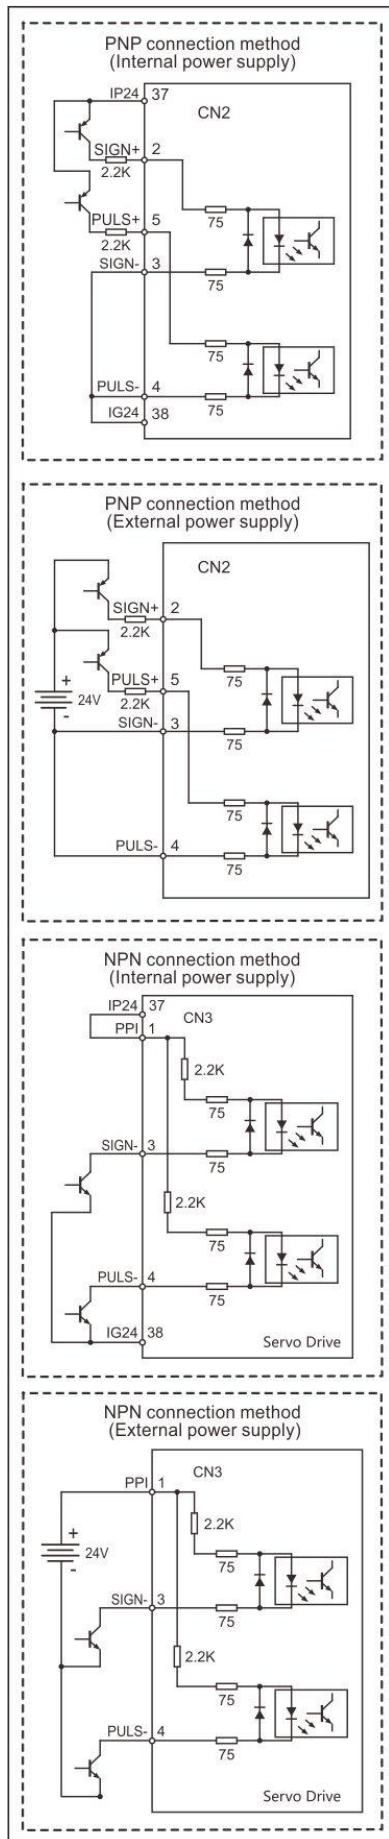 PNP connection method
(Internal power supply)
IP24 37
CN2
SIGN+ 2
2.2K
75
PULS+ 5
2.2K
SIGN- 3
75
75
PULS- 4
75
IG24 38
PNP connection method
(External power supply)
CN2
SIGN+ 2
2.2K
75
PULS+ 5
+
24V 2.2K
-
SIGN- 3
75
75
PULS- 4
75
NPN connection method
(Internal power supply)
IP24 37
CN3
PPI 1
2.2K
75
SIGN- 3
75
2.2K
75
PULS- 4
75
IG24 38
Servo Drive
NPN connection method
(External power supply)
CN3
PPI 1
2.2K
+
24V
-
75
SIGN- 3
75
2.2K
75
PULS- 4
75
Servo Drive